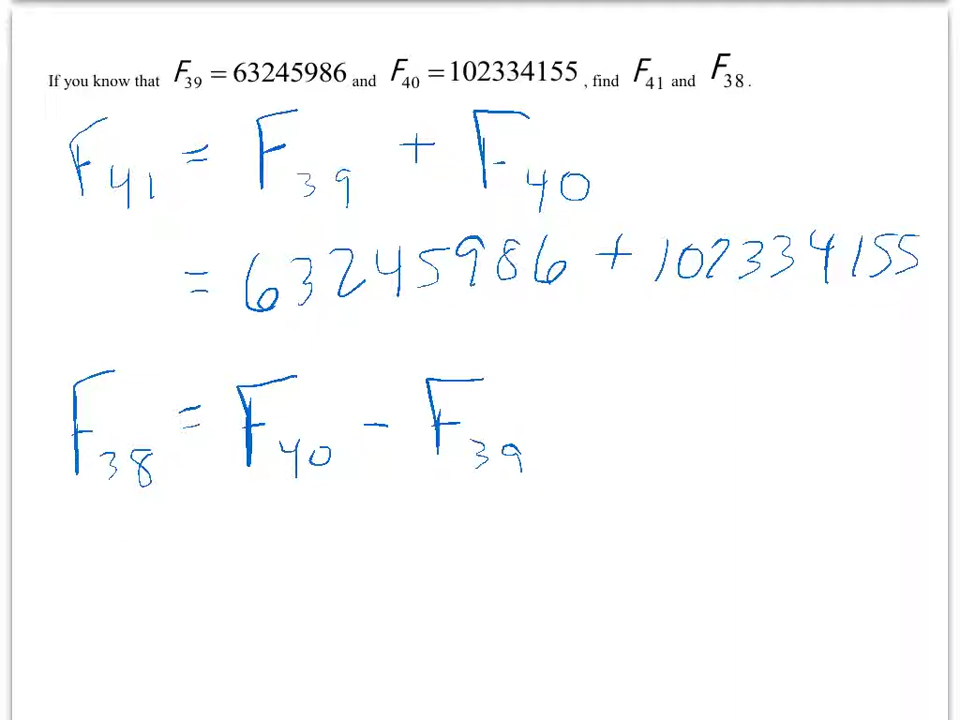 If you know that F₃₉ = 63245986 and F₄₀ = 102334155 , find F₄₁ and F₃₈ .
F₄₁ = F₃₉ + F₄₀
= 63245986 + 102334155
F₃₈ = F₄₀ - F₃₉